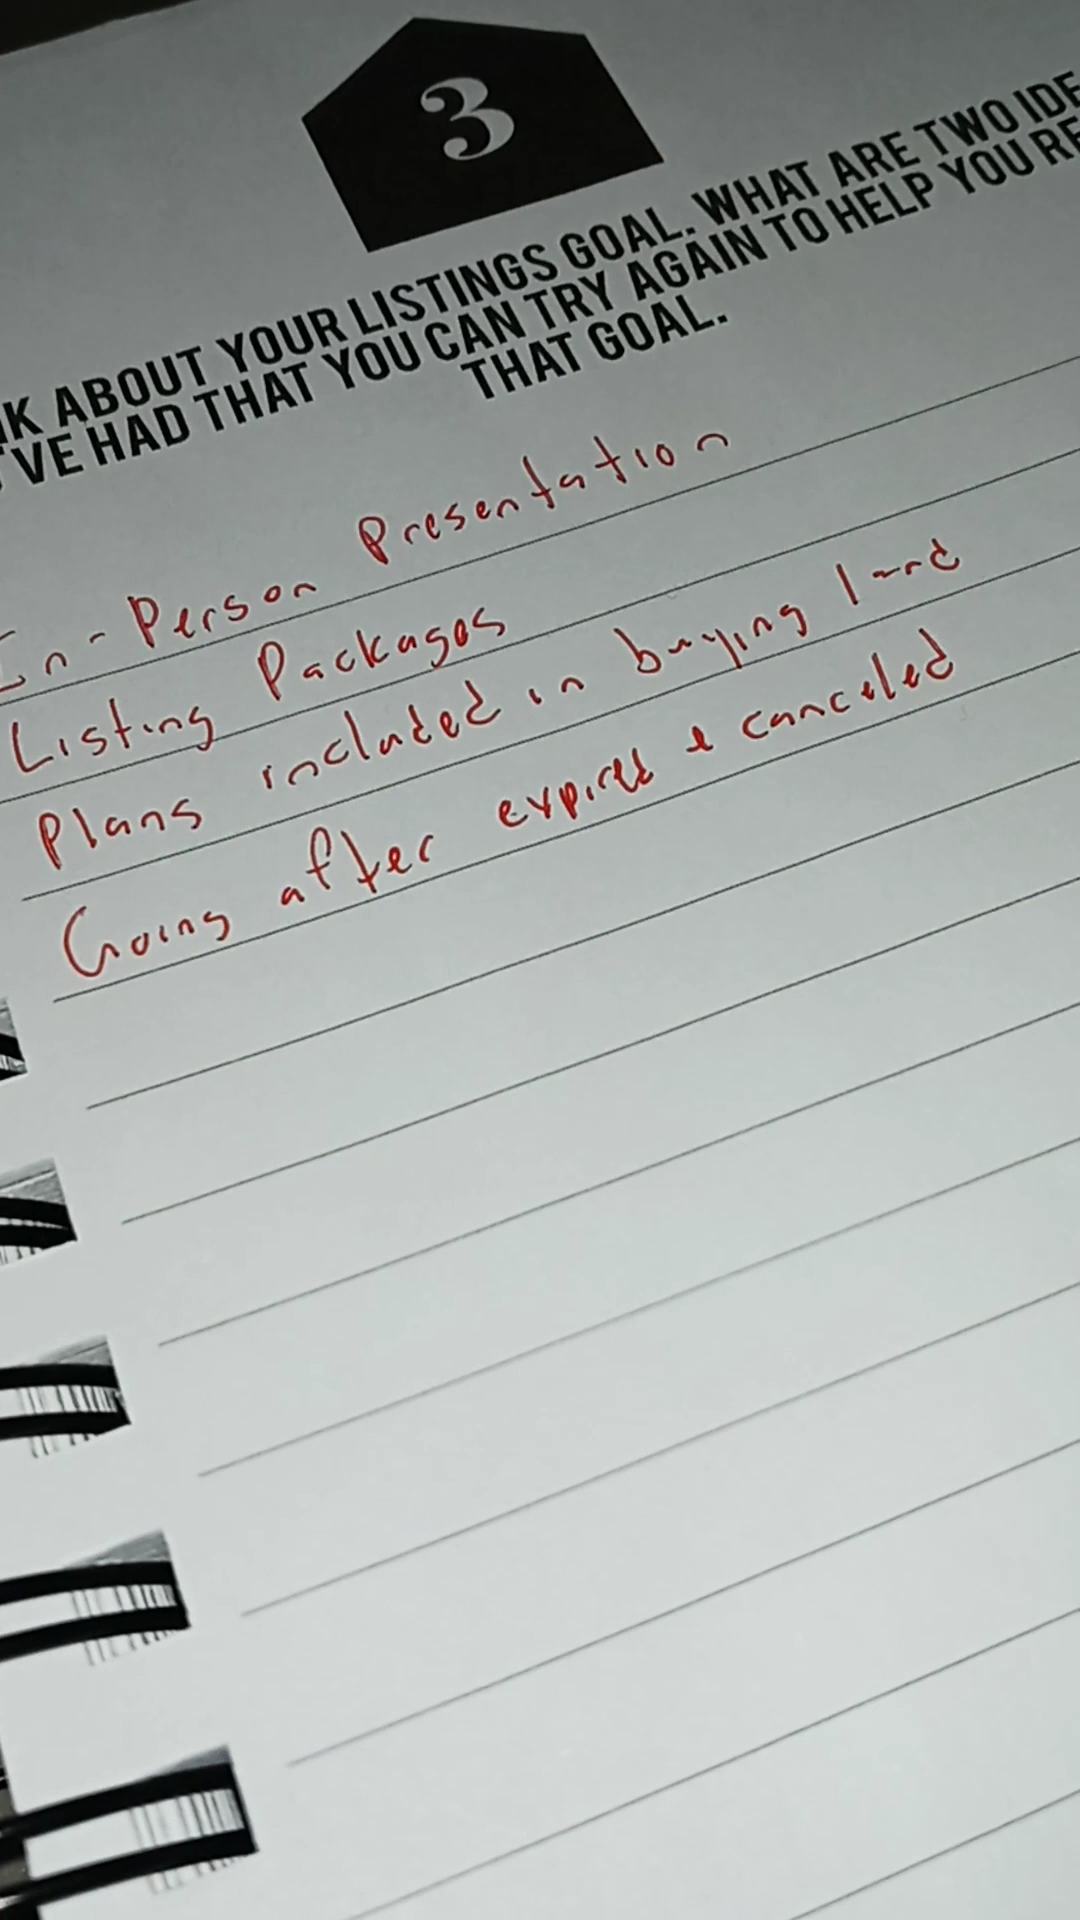 3
K ABOUT YOUR LISTINGS GOAL. WHAT ARE TWO IDE
'VE HAD THAT YOU CAN TRY AGAIN TO HELP YOU RE
THAT GOAL.
In-Person Presentation
Listing Packages
Plans included in buying land
Going after expired & canceled